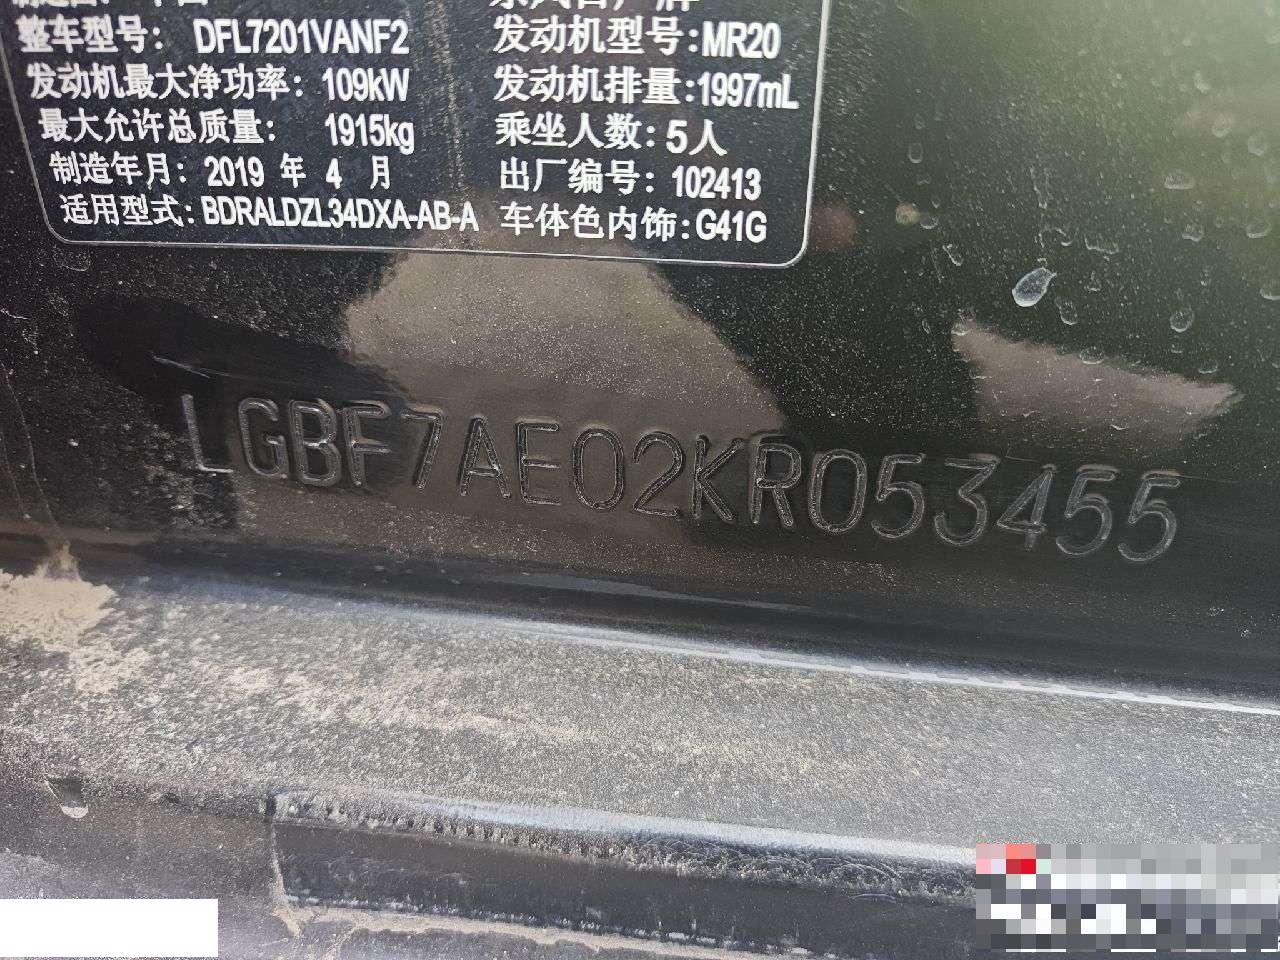 整车型号: DFL7201VANF2 发动机型号:MR20
发动机最大净功率: 109kW 发动机排量:1997mL
最大允许总质量: 1915kg 乘坐人数: 5人
制造年月: 2019 年 4 月 出厂编号: 102413
适用型式: BDRALDZL34DXA-AB-A 车体色内饰:G41G
LGBF7AE02KR053455